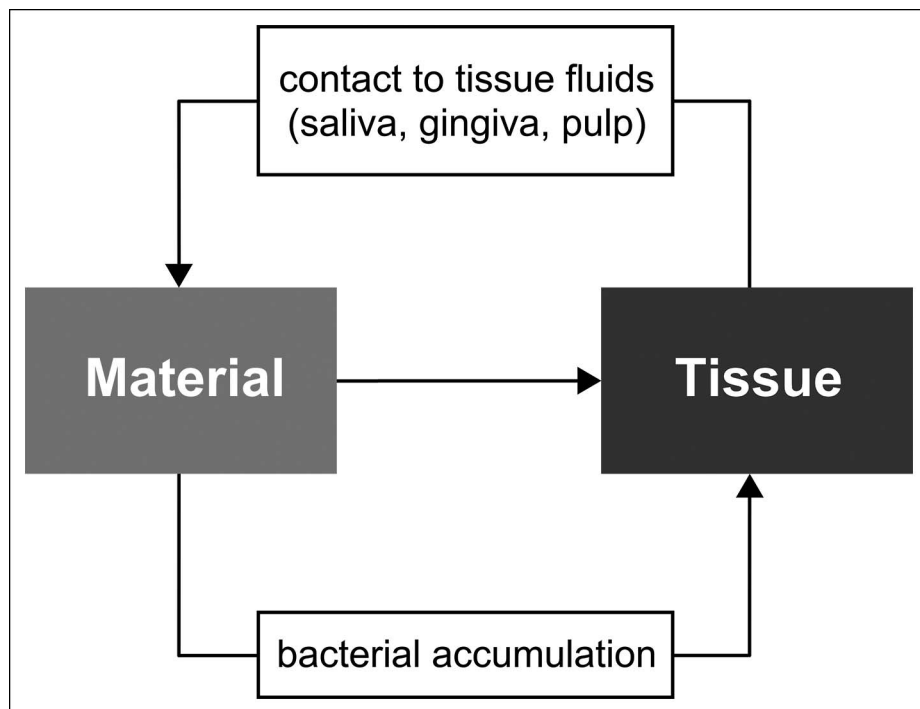 contact to tissue fluids
(saliva, gingiva, pulp)
Material
Tissue
bacterial accumulation